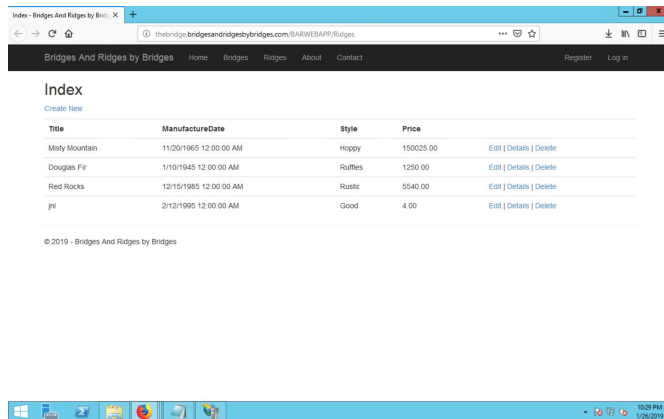 Index - Bridges And Ridges by Bridg
thebridge.bridgesandridgesbybridges.com/BARWEBAPP/Ridges
Bridges And Ridges by Bridges Home Bridges Ridges About Contact Register Log in
Index
Create New
Title ManufactureDate Style Price
Misty Mountain 11/20/1965 12:00:00 AM Hoppy 150025.00 Edit | Details | Delete
Douglas Fir 1/10/1945 12:00:00 AM Ruffles 1250.00 Edit | Details | Delete
Red Rocks 12/15/1985 12:00:00 AM Rustic 5540.00 Edit | Details | Delete
jnl 2/12/1995 12:00:00 AM Good 4.00 Edit | Details | Delete
© 2019 - Bridges And Ridges by Bridges
10:29 PM
1/26/2019